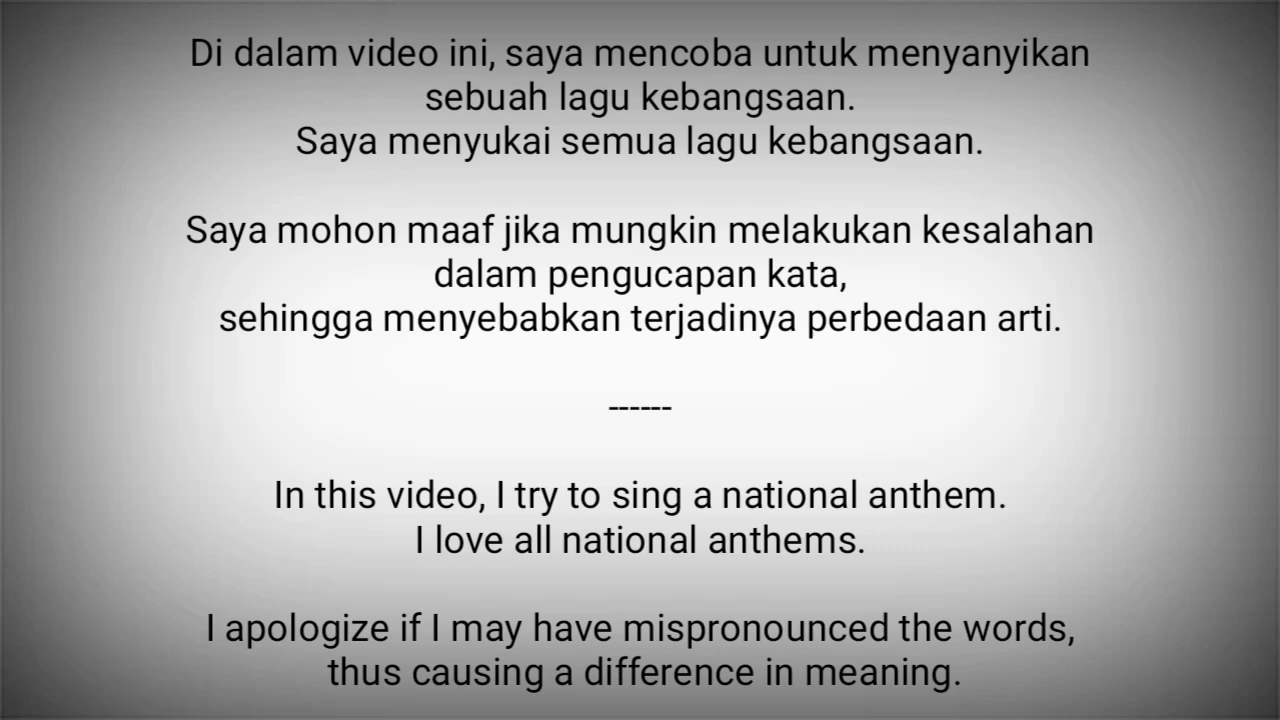 Di dalam video ini, saya mencoba untuk menyanyikan
sebuah lagu kebangsaan.
Saya menyukai semua lagu kebangsaan.
Saya mohon maaf jika mungkin melakukan kesalahan
dalam pengucapan kata,
sehingga menyebabkan terjadinya perbedaan arti.
------
In this video, I try to sing a national anthem.
I love all national anthems.
I apologize if I may have mispronounced the words,
thus causing a difference in meaning.